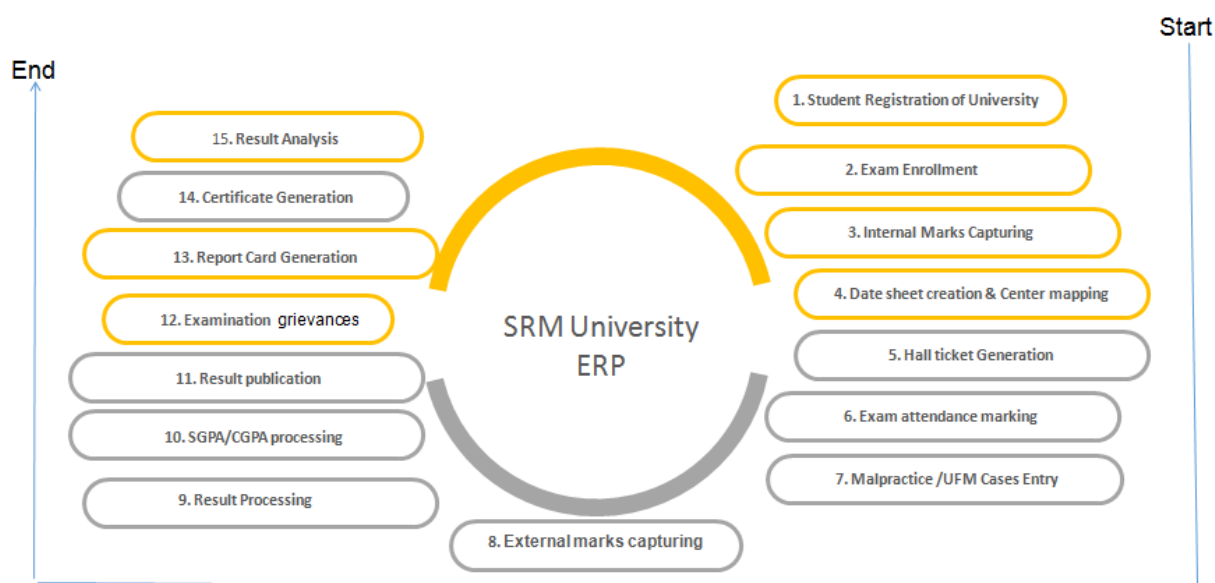 Start
End
1. Student Registration of University
2. Exam Enrollment
3. Internal Marks Capturing
4. Date sheet creation & Center mapping
5. Hall ticket Generation
6. Exam attendance marking
7. Malpractice /UFM Cases Entry
8. External marks capturing
9. Result Processing
10. SGPA/CGPA processing
11. Result publication
12. Examination grievances
13. Report Card Generation
14. Certificate Generation
15. Result Analysis
SRM University
ERP